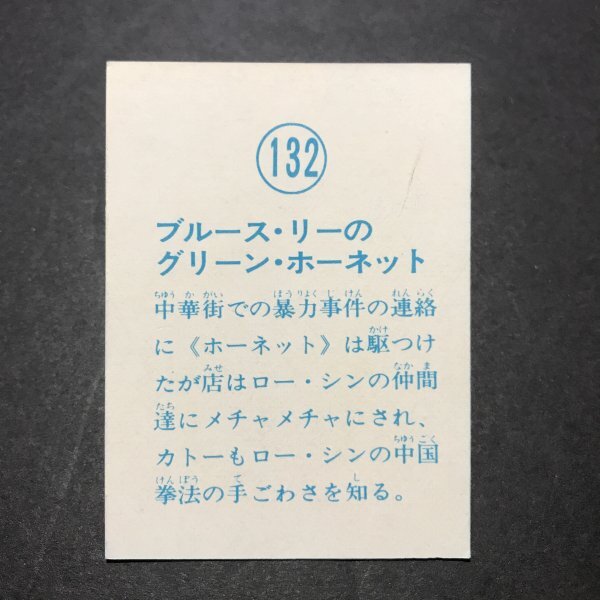 132
ブルース・リーの
グリーン・ホーネット
中華街での暴力事件の連絡
に《ホーネット》は駆つけ
たが店はロー・シンの仲間
達にメチャメチャにされ、
カトーもロー・シンの中国
拳法の手ごわさを知る。